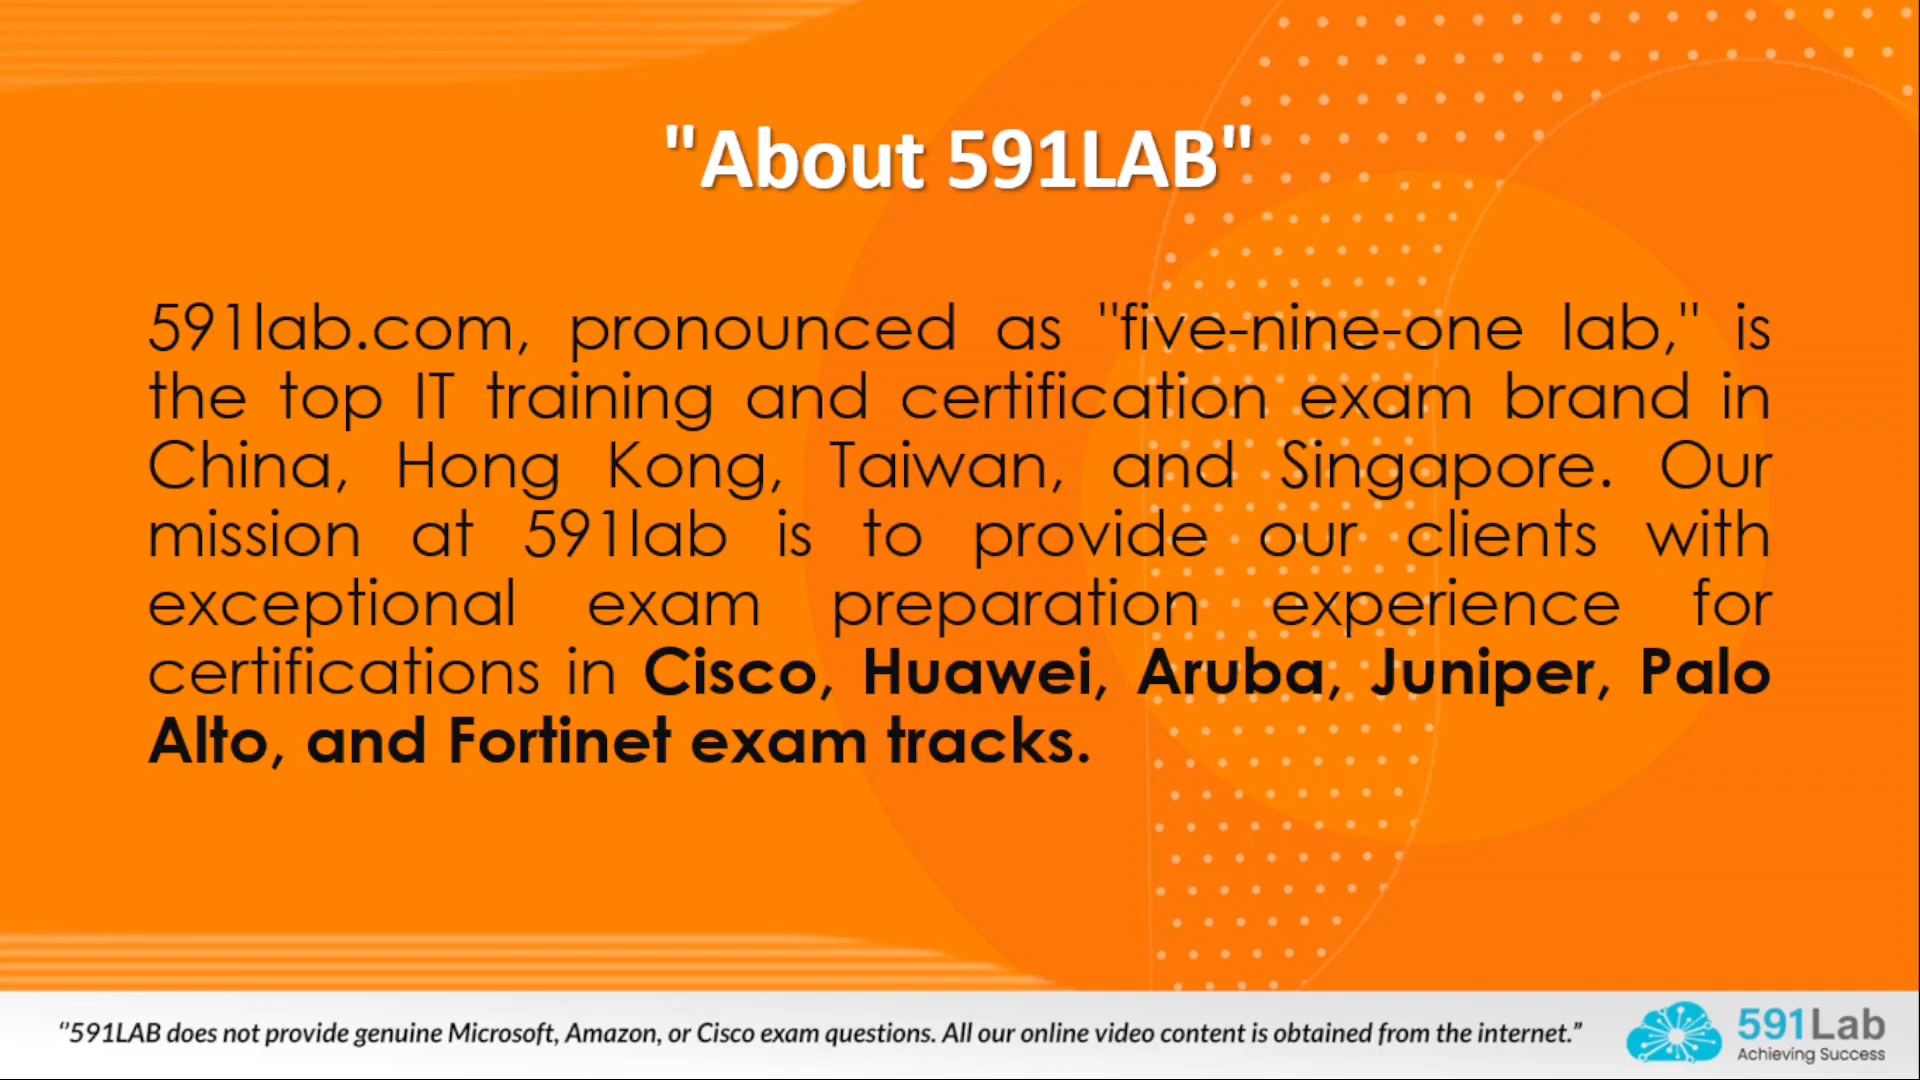 "About 591LAB"
591lab.com, pronounced as "five-nine-one lab," is
the top IT training and certification exam brand in
China, Hong Kong, Taiwan, and Singapore. Our
mission at 591lab is to provide our clients with
exceptional exam preparation experience for
certifications in Cisco, Huawei, Aruba, Juniper, Palo
Alto, and Fortinet exam tracks.
‘’591LAB does not provide genuine Microsoft, Amazon, or Cisco exam questions. All our online video content is obtained from the internet.”
591Lab
Achieving Success